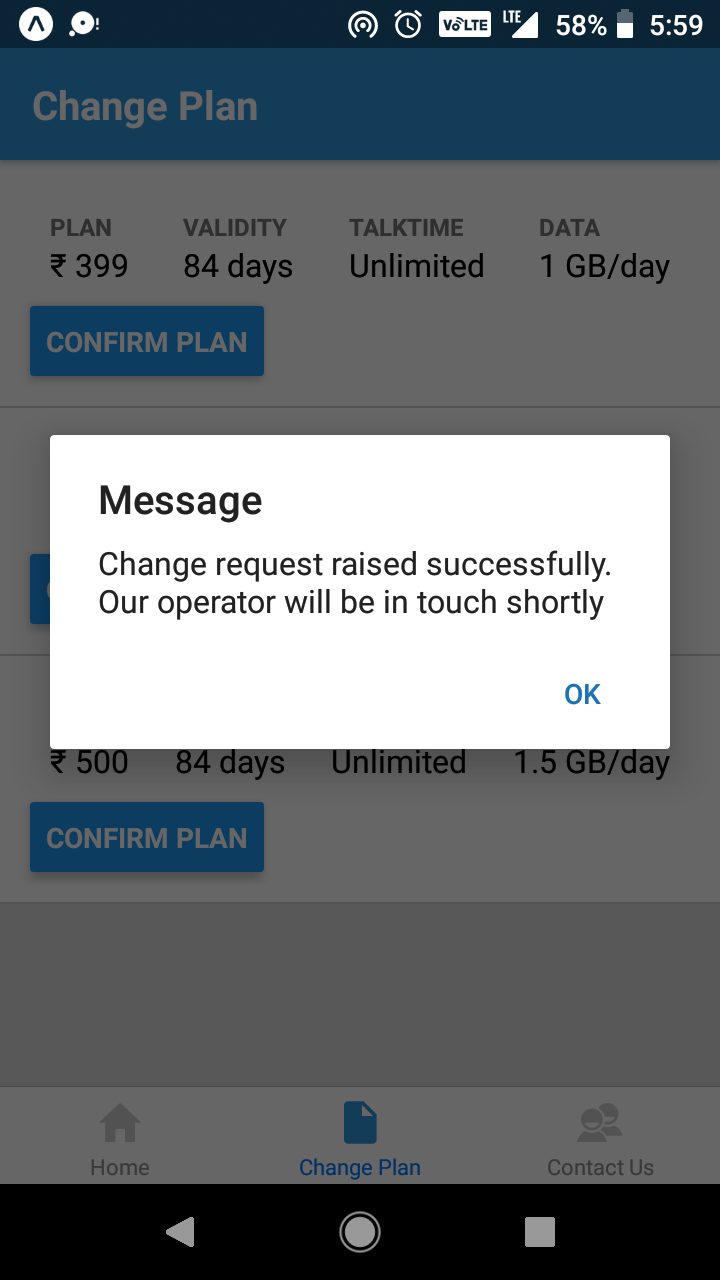 VoLTE LTE 58% 5:59
Change Plan
PLAN VALIDITY TALKTIME DATA
₹ 399 84 days Unlimited 1 GB/day
CONFIRM PLAN
Message
Change request raised successfully.
Our operator will be in touch shortly
OK
₹ 500 84 days Unlimited 1.5 GB/day
CONFIRM PLAN
Home Change Plan Contact Us